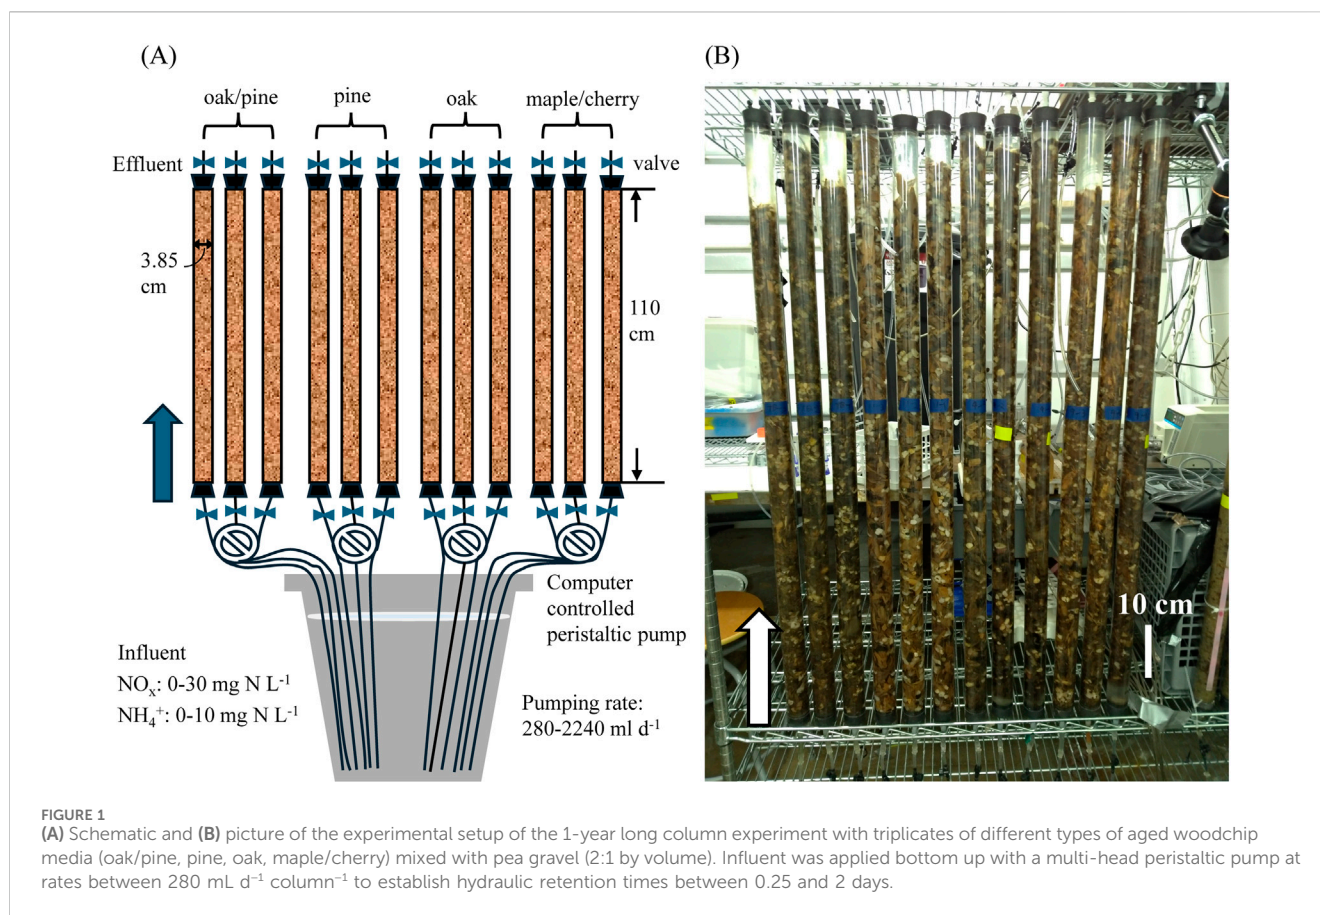 (A)
oak/pine
pine
oak
maple/cherry
Effluent
valve
3.85
cm
110
cm
Computer
controlled
peristaltic pump
Influent
NOx: 0-30 mg N L-1
NH4+: 0-10 mg N L-1
Pumping rate:
280-2240 ml d-1
(B)
10 cm
FIGURE 1
(A) Schematic and (B) picture of the experimental setup of the 1-year long column experiment with triplicates of different types of aged woodchip
media (oak/pine, pine, oak, maple/cherry) mixed with pea gravel (2:1 by volume). Influent was applied bottom up with a multi-head peristaltic pump at
rates between 280 mL d−1 column−1 to establish hydraulic retention times between 0.25 and 2 days.